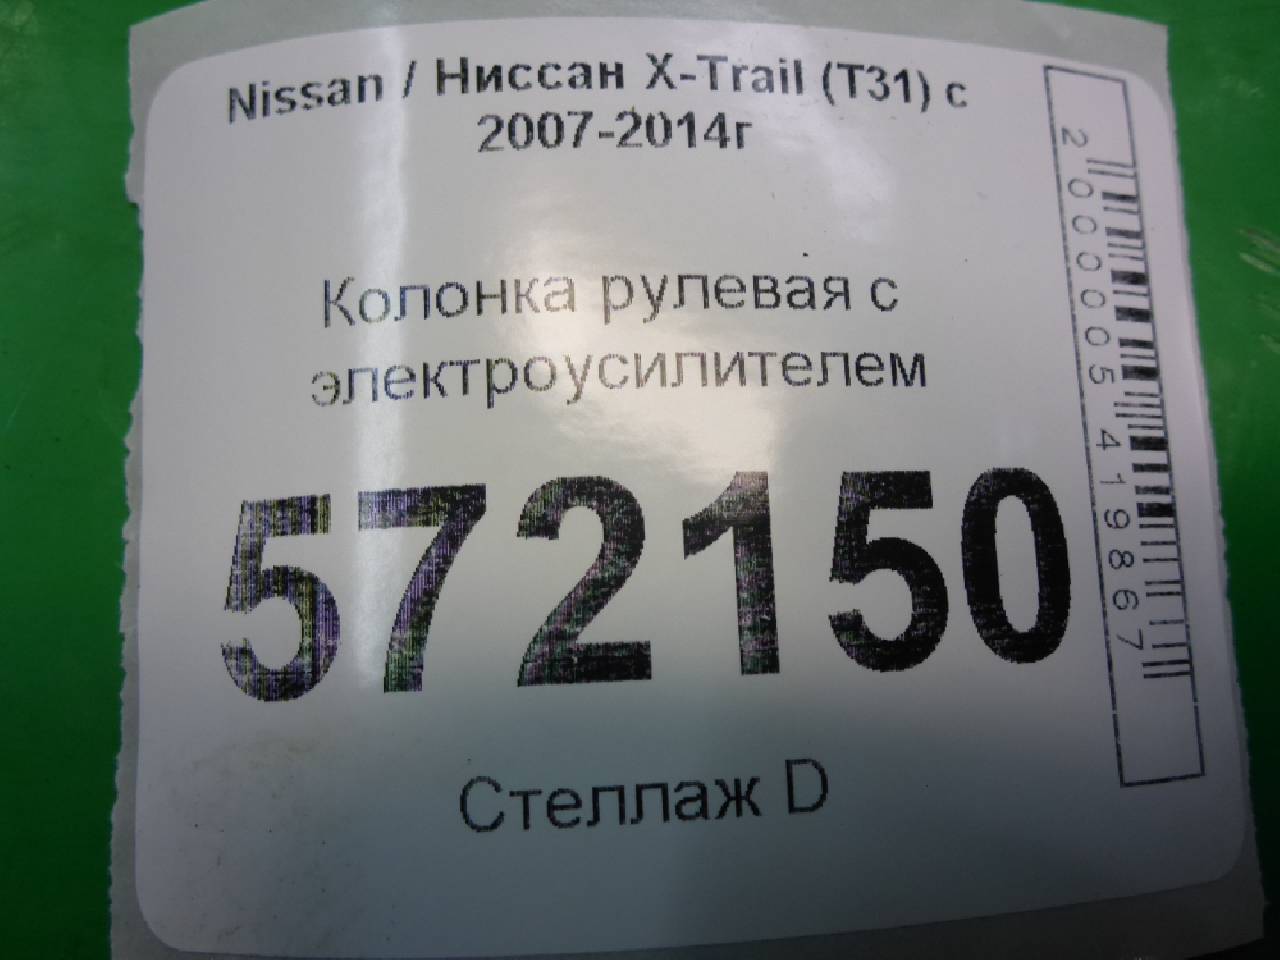 Nissan / Ниссан X-Trail (T31) с
2007-2014г
Колонка рулевая с
электроусилителем
572150
Стеллаж D
2000005419867